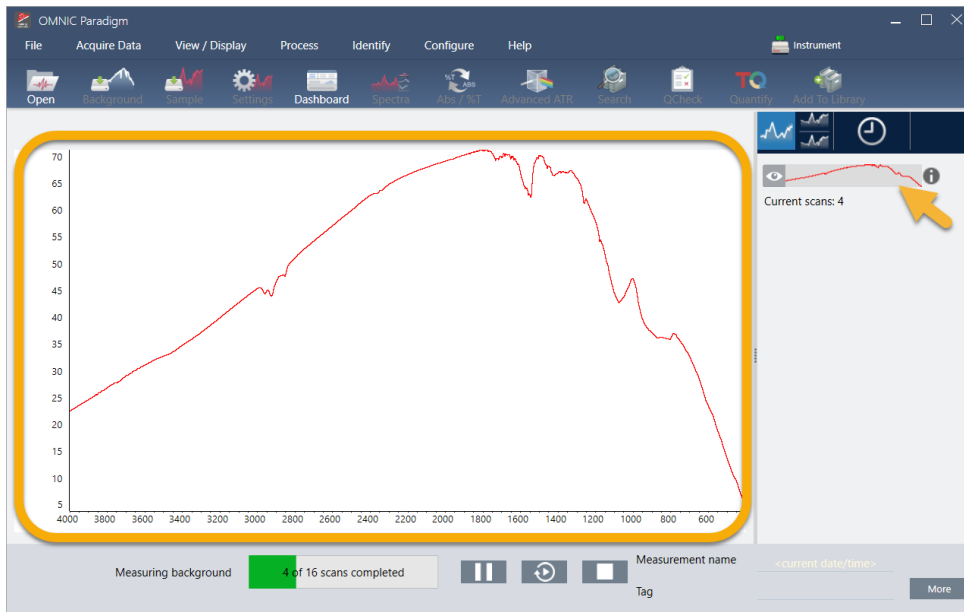 OMNIC Paradigm
File Acquire Data View / Display Process Identify Configure Help Instrument
%T ABS TQ
Open Background Sample Settings Dashboard Spectra Abs / %T Advanced ATR Search QCheck Quantify Add To Library
70
65
60
55
50
45
40
35
30
25
20
15
10
5
4000 3800 3600 3400 3200 3000 2800 2600 2400 2200 2000 1800 1600 1400 1200 1000 800 600
Current scans: 4
Measuring background 4 of 16 scans completed
Measurement name <current date/time>
Tag
More